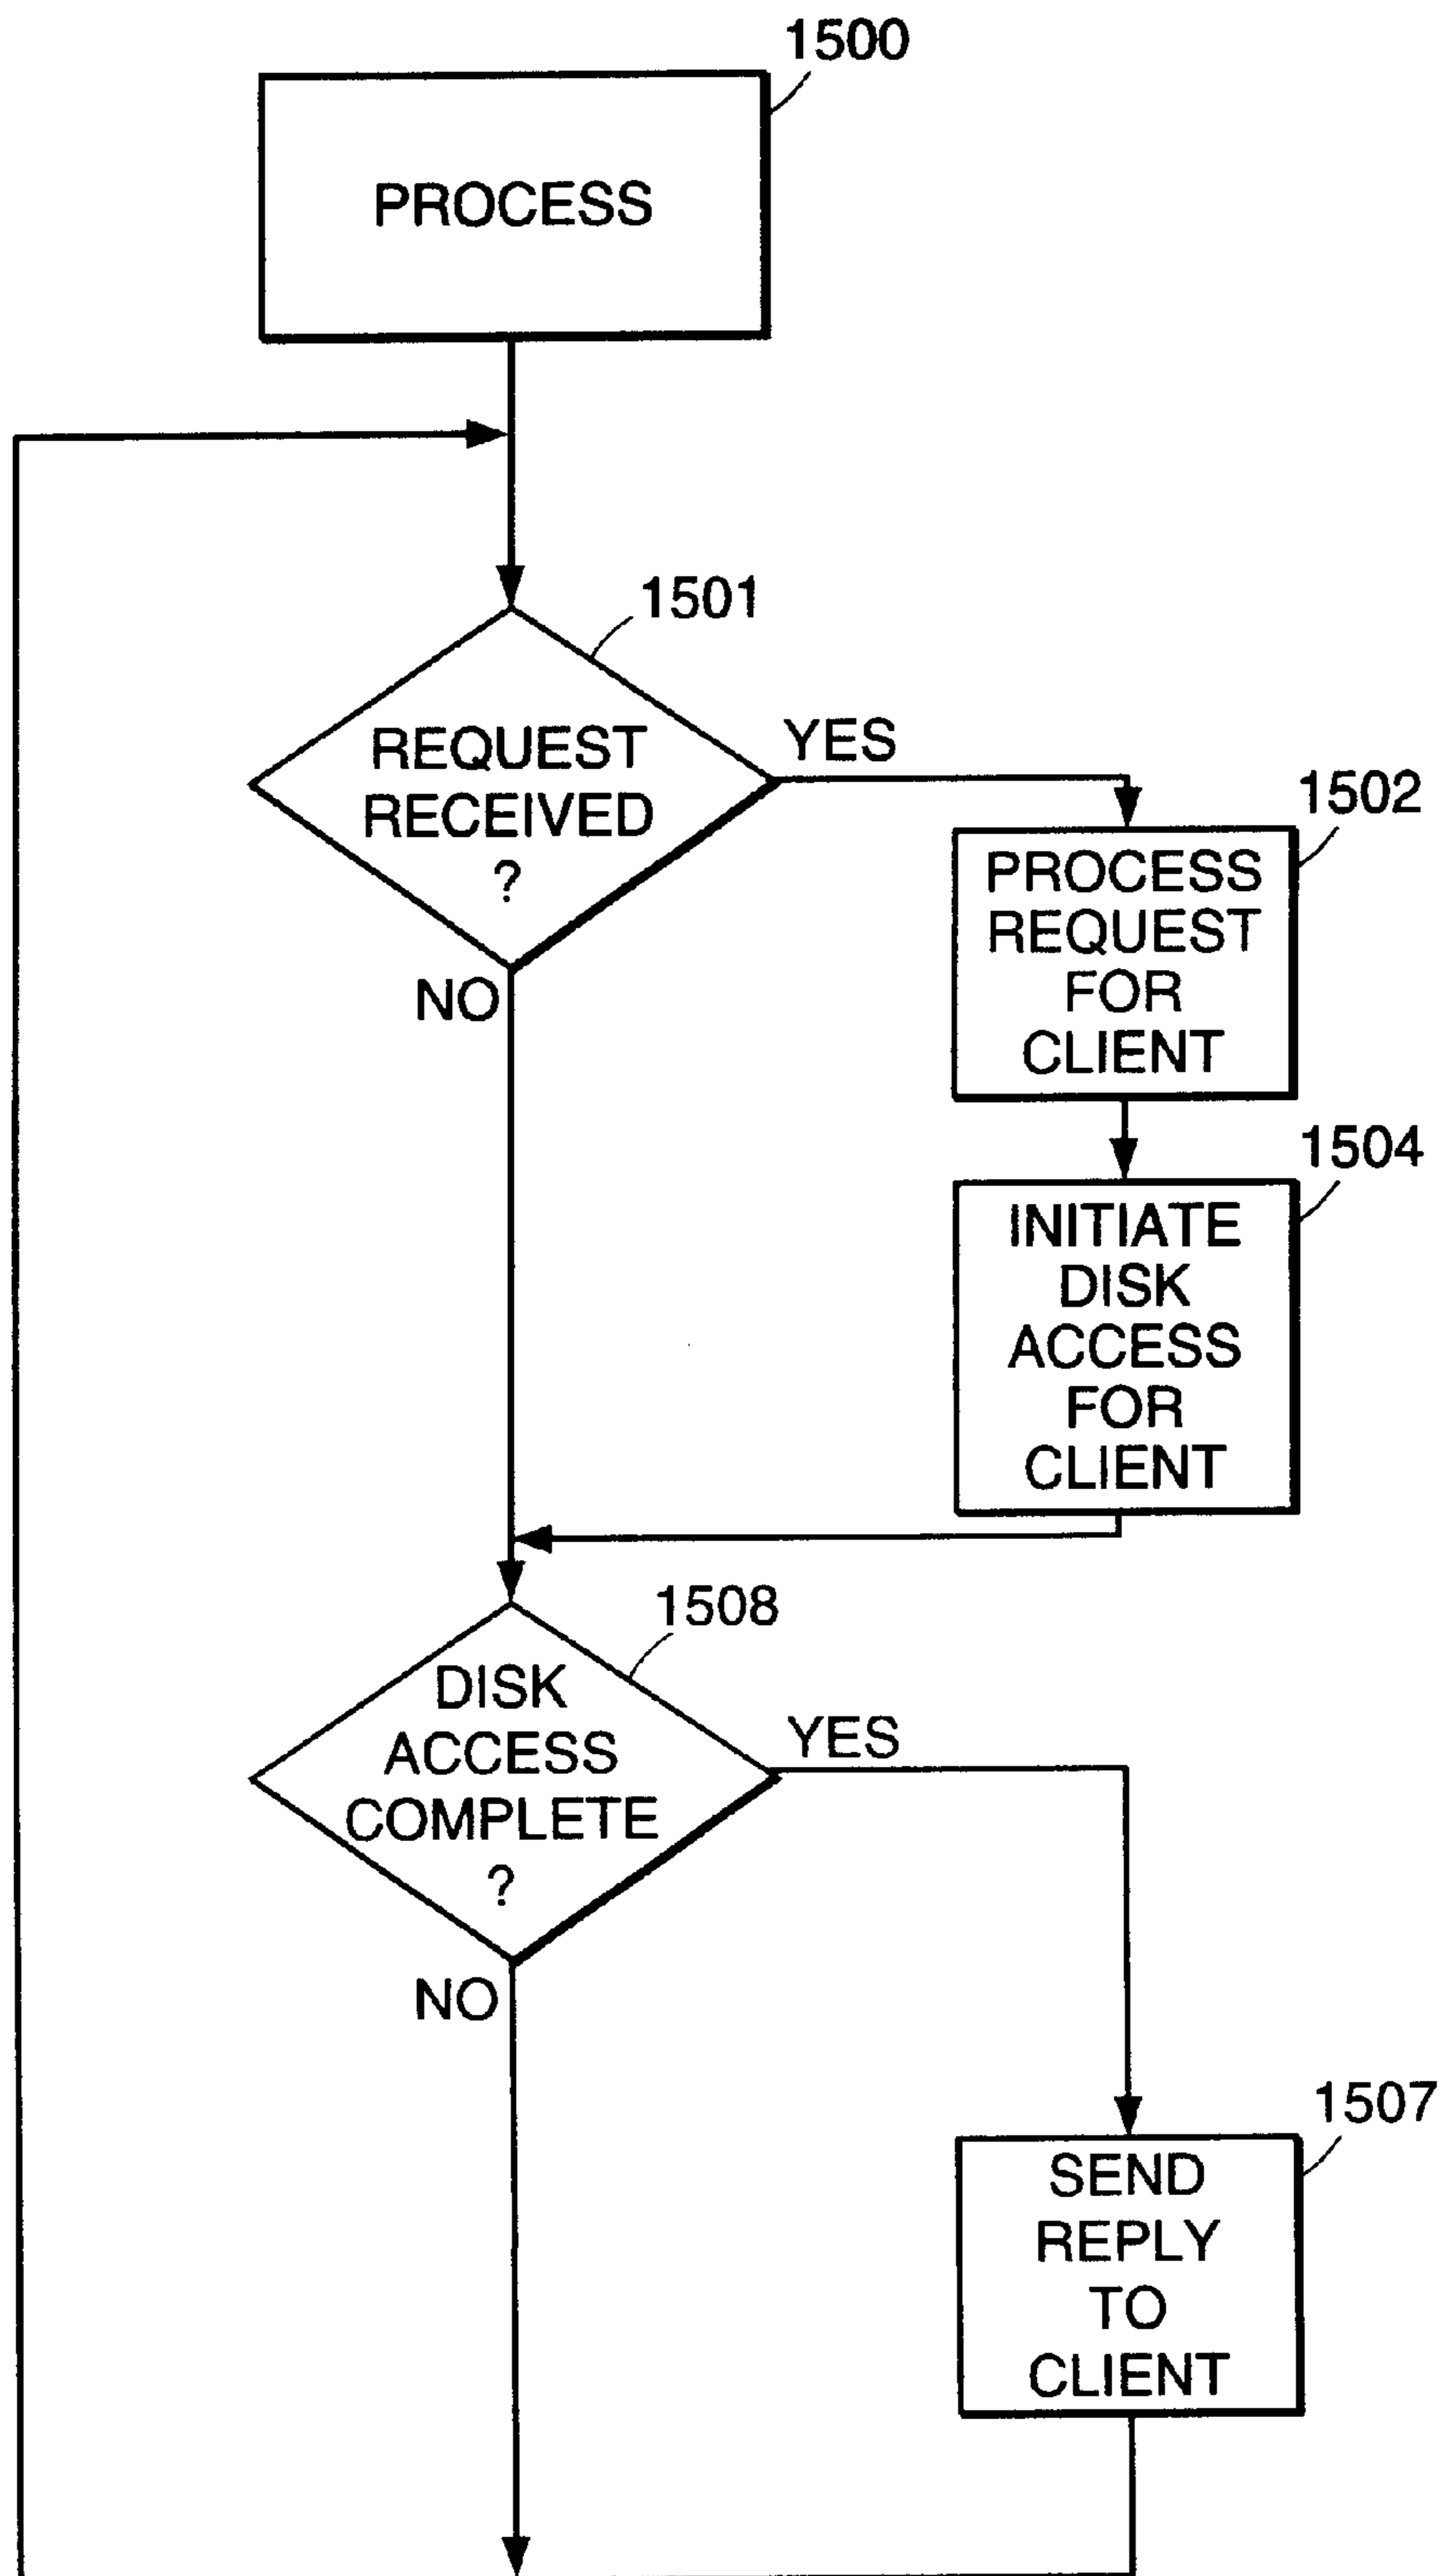 1500
PROCESS
1501
REQUEST
RECEIVED
?
YES
NO
1502
PROCESS
REQUEST
FOR
CLIENT
1504
INITIATE
DISK
ACCESS
FOR
CLIENT
1508
DISK
ACCESS
COMPLETE
?
YES
NO
1507
SEND
REPLY
TO
CLIENT